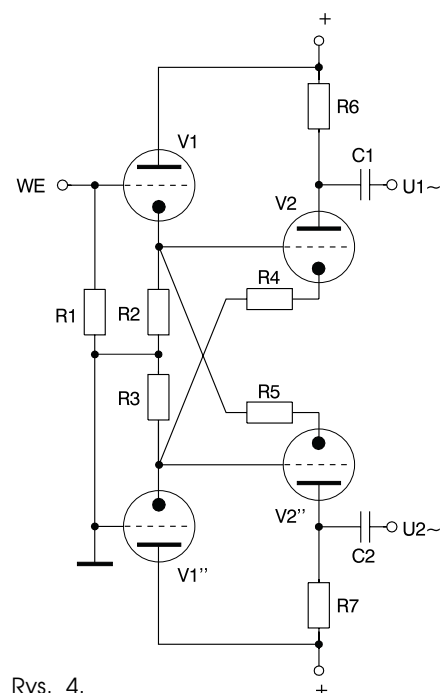 +
R6
V1
C1
WE
U1~
V2
R4
R1
R2
R3
R5
V2''
U2~
C2
V1''
R7
+
Rys. 4.